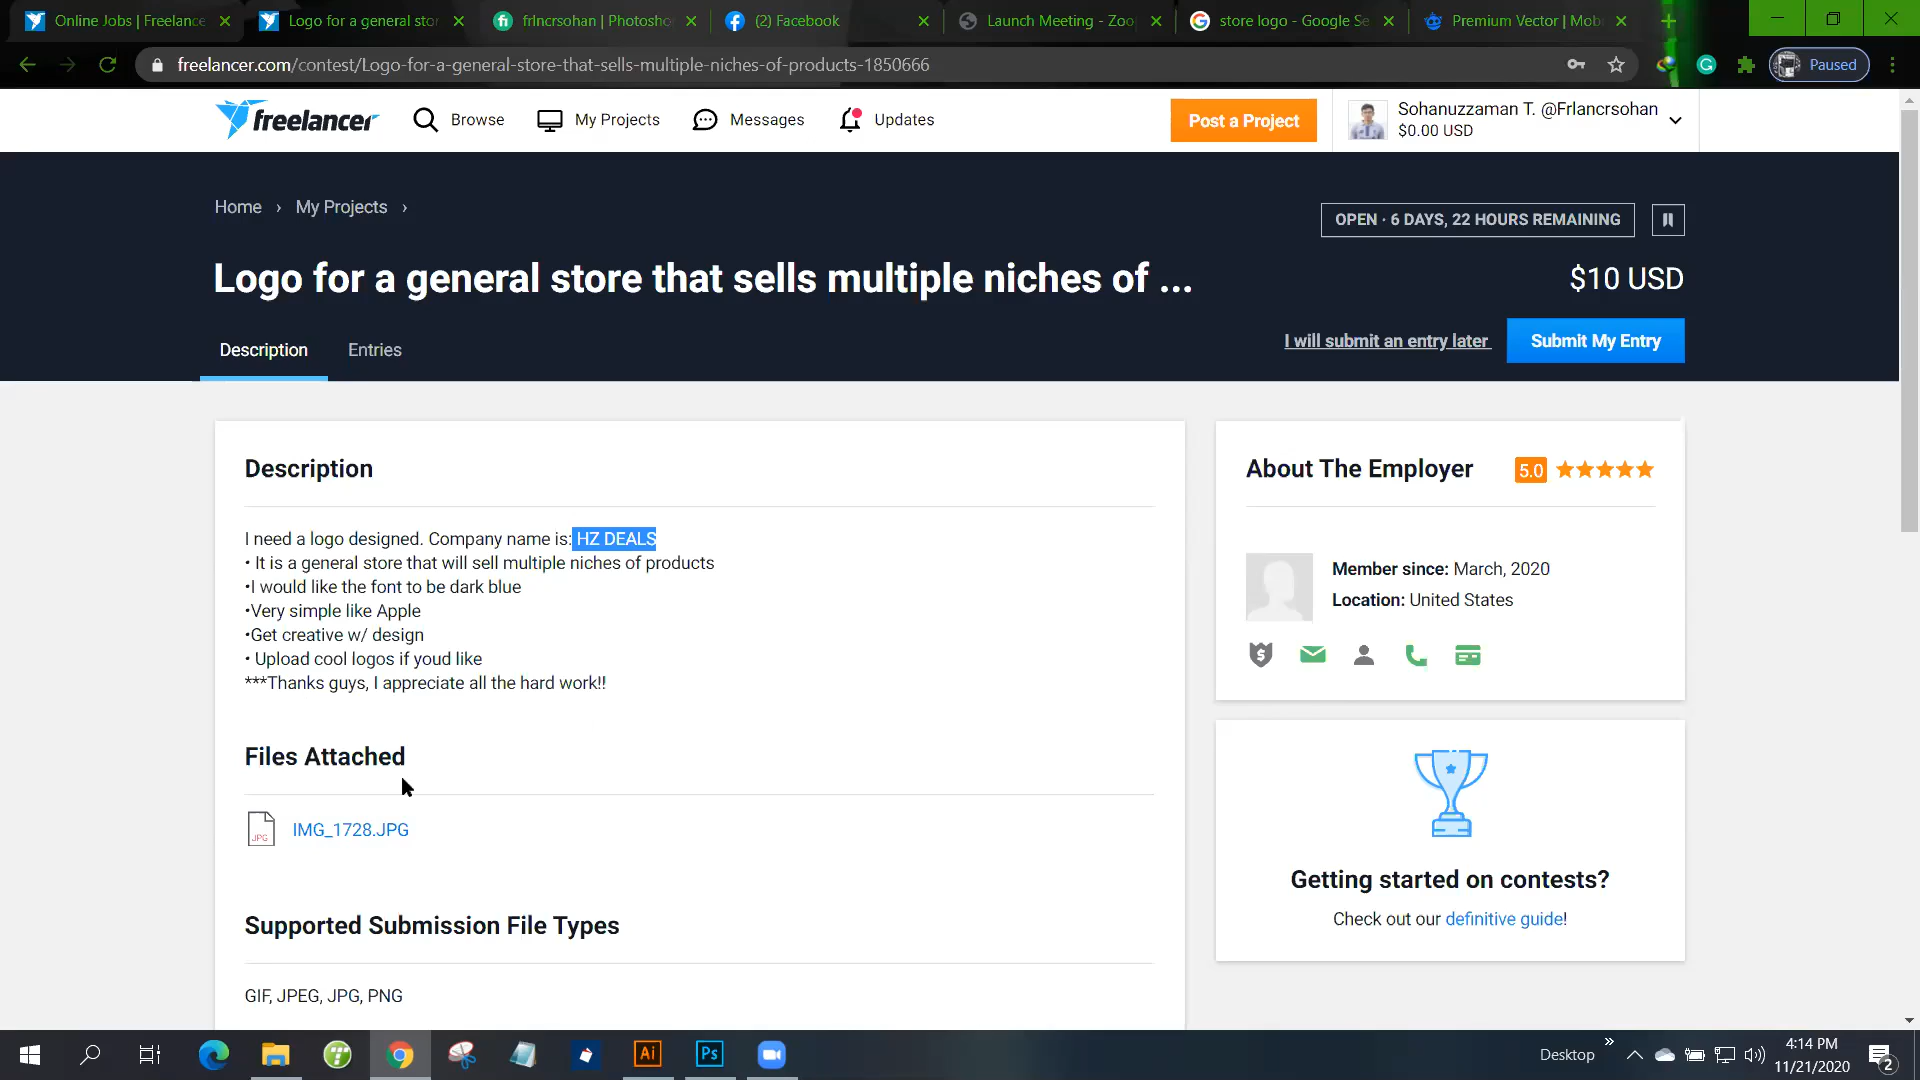 Online Jobs | Freelance
Logo for a general stor
frlncrsohan | Photosho
(2) Facebook
Launch Meeting - Zoo
store logo - Google Se
Premium Vector | Mob
freelancer.com/contest/Logo-for-a-general-store-that-sells-multiple-niches-of-products-1850666
Paused
freelancer
Browse
My Projects
Messages
Updates
Post a Project
Sohanuzzaman T. @Frlancrsohan
$0.00 USD
Home › My Projects ›
OPEN · 6 DAYS, 22 HOURS REMAINING
Logo for a general store that sells multiple niches of ...
$10 USD
Description
Entries
I will submit an entry later
Submit My Entry
Description
I need a logo designed. Company name is: HZ DEALS
• It is a general store that will sell multiple niches of products
•I would like the font to be dark blue
•Very simple like Apple
•Get creative w/ design
• Upload cool logos if youd like
***Thanks guys, I appreciate all the hard work!!
Files Attached
JPG
IMG_1728.JPG
Supported Submission File Types
GIF, JPEG, JPG, PNG
About The Employer
5.0
Member since: March, 2020
Location: United States
Getting started on contests?
Check out our definitive guide!
Ai
Ps
Desktop
4:14 PM
11/21/2020
2